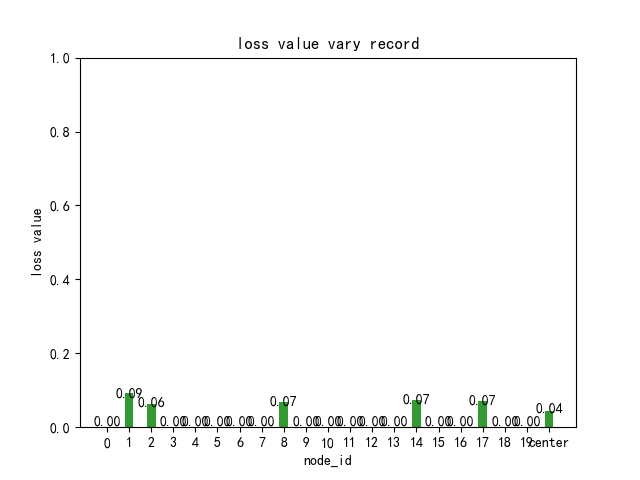 loss value vary record
1.0
0.8
0.6
0.4
0.2
0.0
loss value
0.00 0.09 0.06 0.00 0.00 0.00 0.00 0.00 0.07 0.00 0.00 0.00 0.00 0.00 0.07 0.00 0.00 0.07 0.00 0.00 0.04
0 1 2 3 4 5 6 7 8 9 10 11 12 13 14 15 16 17 18 19 center
node_id